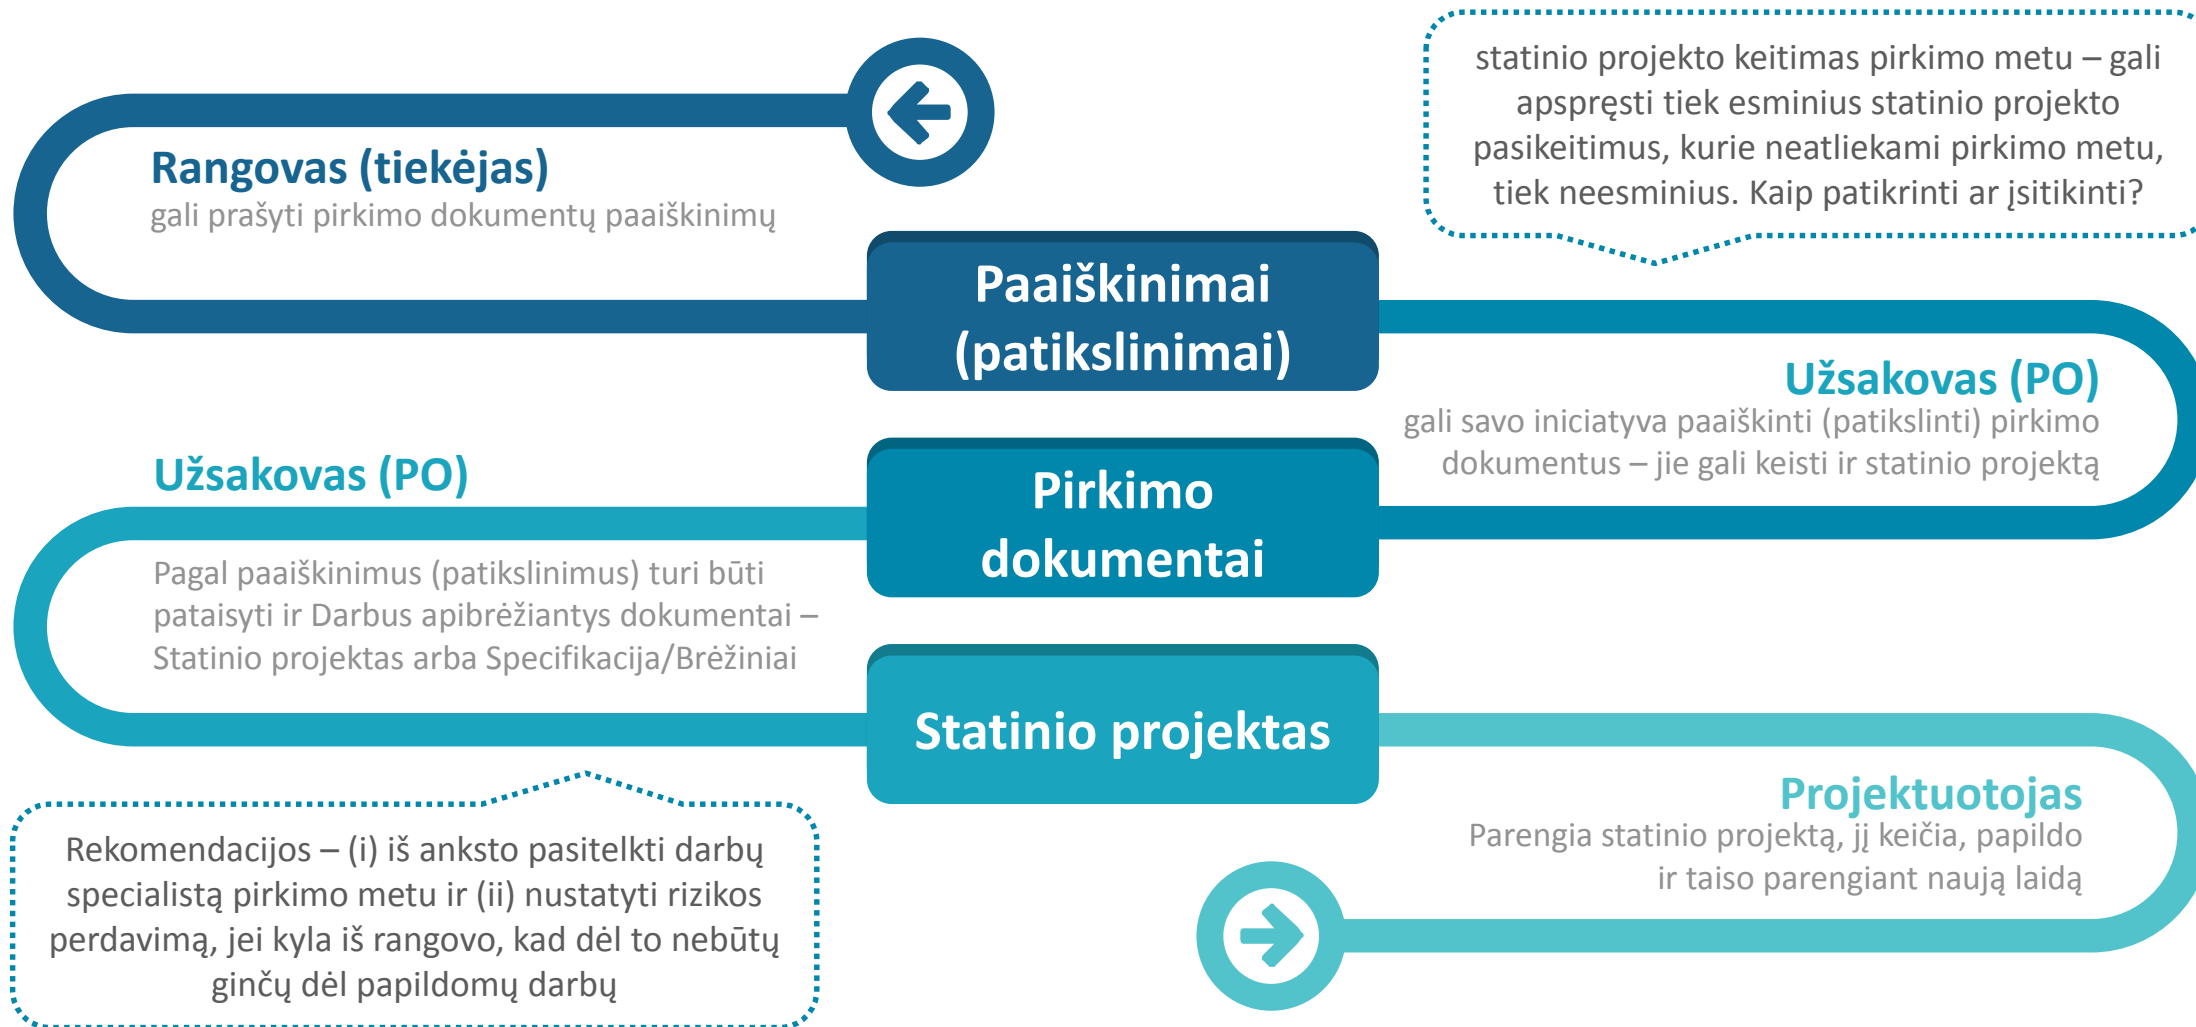 statinio projekto keitimas pirkimo metu – gali
apspręsti tiek esminius statinio projekto
pasikeitimus, kurie neatliekami pirkimo metu,
tiek neesminius. Kaip patikrinti ar įsitikinti?
Rangovas (tiekėjas)
gali prašyti pirkimo dokumentų paaiškinimų
Paaiškinimai
(patikslinimai)
Užsakovas (PO)
gali savo iniciatyva paaiškinti (patikslinti) pirkimo
dokumentus – jie gali keisti ir statinio projektą
Pirkimo
dokumentai
Užsakovas (PO)
Pagal paaiškinimus (patikslinimus) turi būti
pataisyti ir Darbus apibrėžiantys dokumentai –
Statinio projektas arba Specifikacija/Brėžiniai
Statinio projektas
Projektuotojas
Parengia statinio projektą, jį keičia, papildo
ir taiso parengiant naują laidą
Rekomendacijos – (i) iš anksto pasitelkti darbų
specialistą pirkimo metu ir (ii) nustatyti rizikos
perdavimą, jei kyla iš rangovo, kad dėl to nebūtų
ginčų dėl papildomų darbų